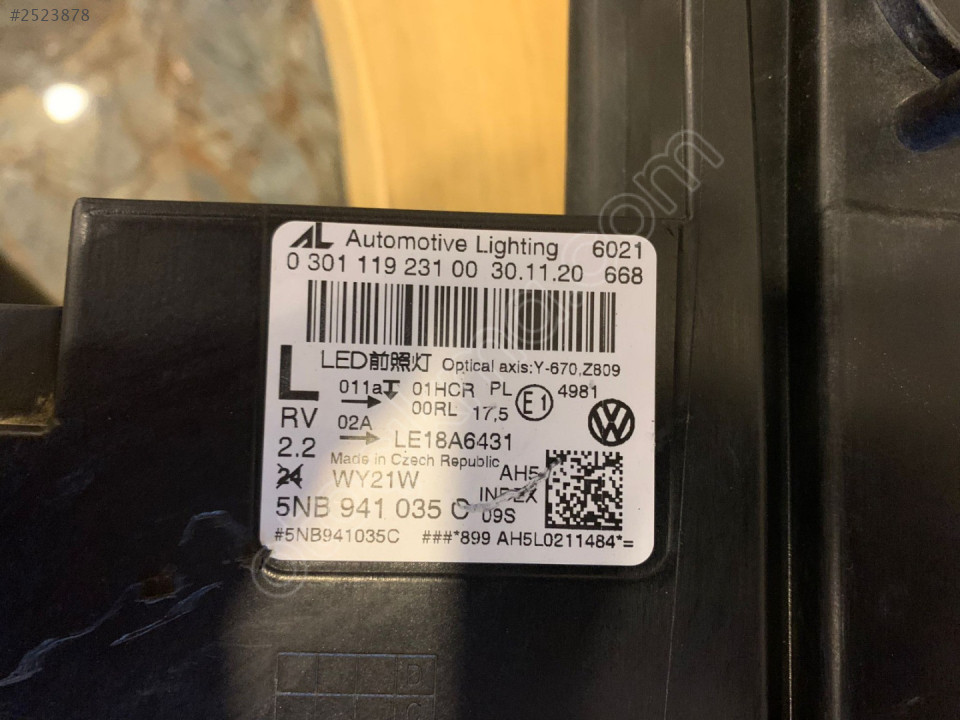 #2523878
AL Automotive Lighting 6021
0 301 119 231 00 30.11.20 668
L
LED前照灯 Optical axis:Y-670,Z809
011a 01HCR PL E1 4981
00RL 17,5
RV 02A
2.2 LE18A6431
Made in Czech Republic AH5
24 WY21W INDEX
5NB 941 035 C 09S
#5NB941035C ###*899 AH5L0211484*=
D
C